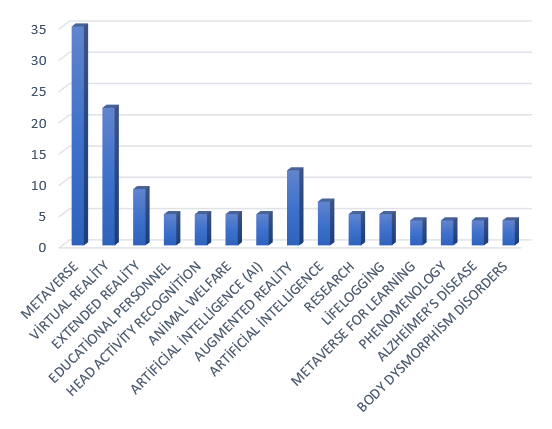 35
30
25
20
15
10
5
0
METAVERSE
VİRTUAL REALİTY
EXTENDED REALİTY
EDUCATİONAL PERSONNEL
HEAD ACTİVİTY RECOGNİTİON
ANİMAL WELFARE
ARTİFİCİAL İNTELLİGENCE (AI)
AUGMENTED REALİTY
ARTİFİCİAL İNTELLİGENCE
RESEARCH
LİFELOGGİNG
METAVERSE FOR LEARNİNG
PHENOMENOLOGY
ALZHEİMER'S DİSEASE
BODY DYSMORPHİSM DİSORDERS